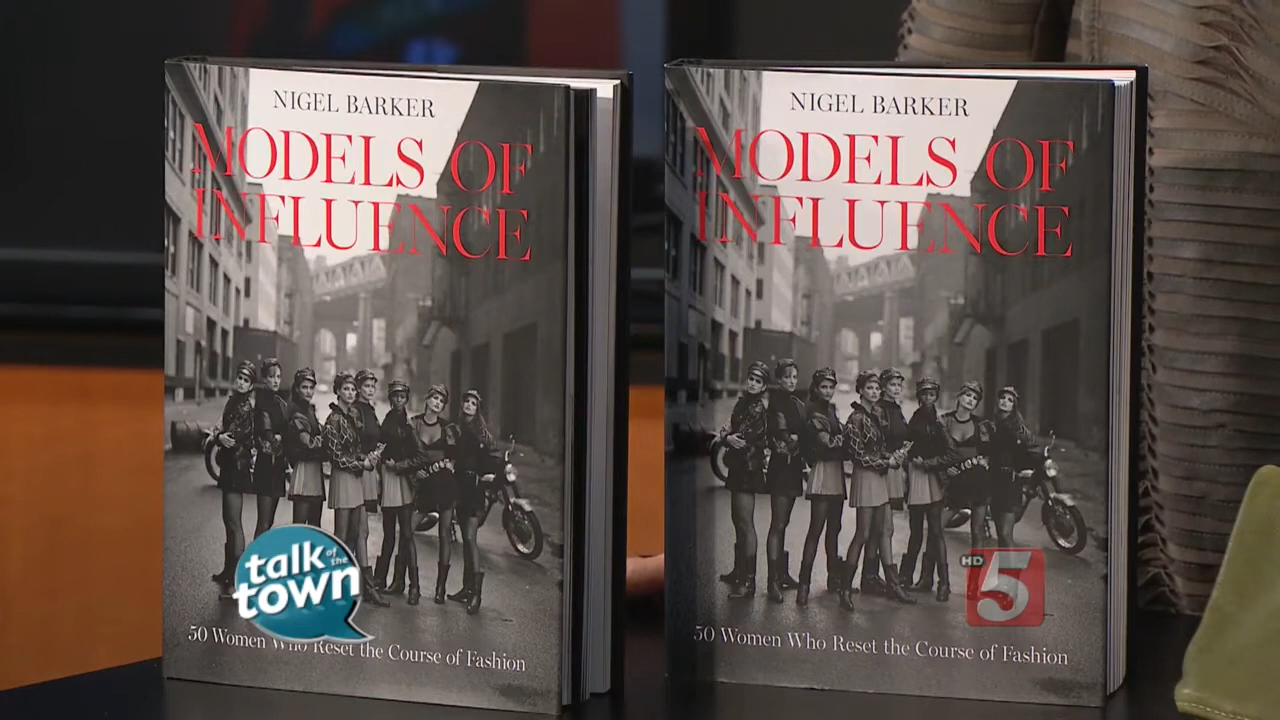 NIGEL BARKER
MODELS OF
INFLUENCE
50 Women Who Reset the Course of Fashion
talk of the
town
NIGEL BARKER
MODELS OF
INFLUENCE
50 Women Who Reset the Course of Fashion
HD 5